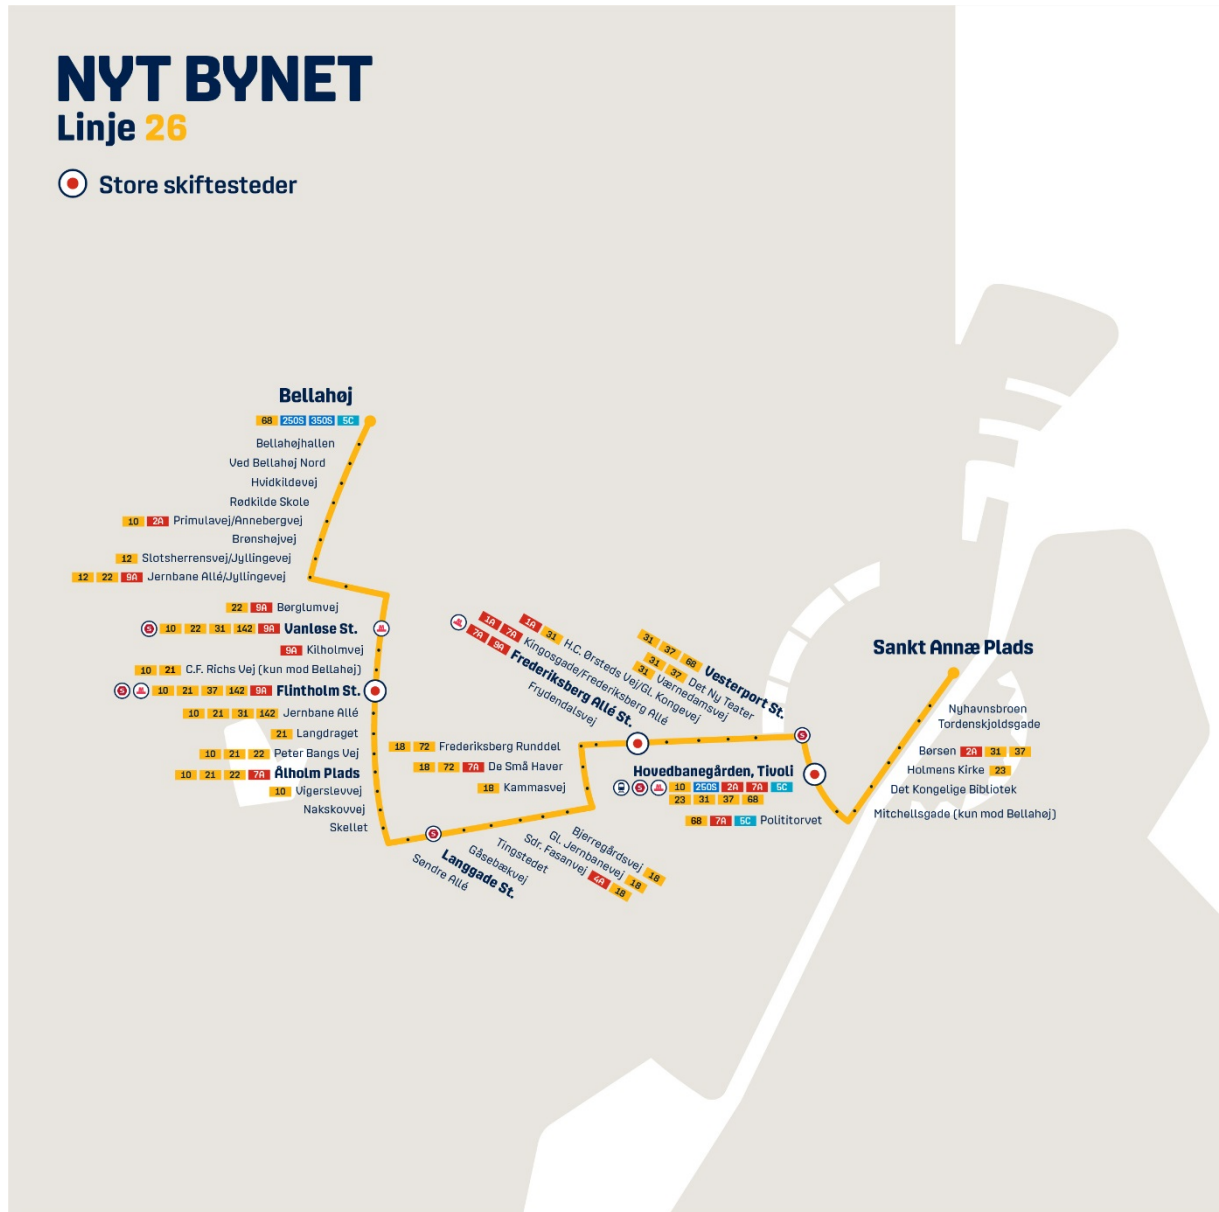 NYT BYNET
Linje 26
Store skiftesteder
Bellahøj
68 250S 350S 5C
Bellahøjhallen
Ved Bellahøj Nord
Hvidkildevej
Rødkilde Skole
10 2A Primulavej/Annebergvej
Brønshøjvej
12 Slotsherrensvej/Jyllingevej
12 22 9A Jernbane Allé/Jyllingevej
22 9A Børglumvej
S 10 22 31 142 9A Vanløse St.
9A Kilholmvej
10 21 C.F. Richs Vej (kun mod Bellahøj)
S 10 21 37 142 9A Flintholm St.
10 21 31 142 Jernbane Allé
21 Langdraget
10 21 22 Peter Bangs Vej
10 21 22 7A Ålholm Plads
10 Vigerslevvej
Nakskovvej
Skellet
Søndre Allé
S
Langgade St.
Gåsebækvej
Tingstedet
Sdr. Fasanvej 4A 18
Gl. Jernbanevej 18
Bjerregårdsvej 18
18 Kammasvej
18 72 7A De Små Haver
18 72 Frederiksberg Runddel
Frydendalsvej
7A 9A Frederiksberg Allé St.
1A 7A Kingosgade/Frederiksberg Allé
1A 31 H.C. Ørsteds Vej/Gl. Kongevej
31 Værnedamsvej
31 37 Det Ny Teater
31 37 68 Vesterport St.
S
Hovedbanegården, Tivoli
S 10 250S 2A 7A 5C
23 31 37 68
68 7A 5C Polititorvet
Mitchellsgade (kun mod Bellahøj)
Det Kongelige Bibliotek
Holmens Kirke 23
Børsen 2A 31 37
Tordenskjoldsgade
Nyhavnsbroen
Sankt Annæ Plads